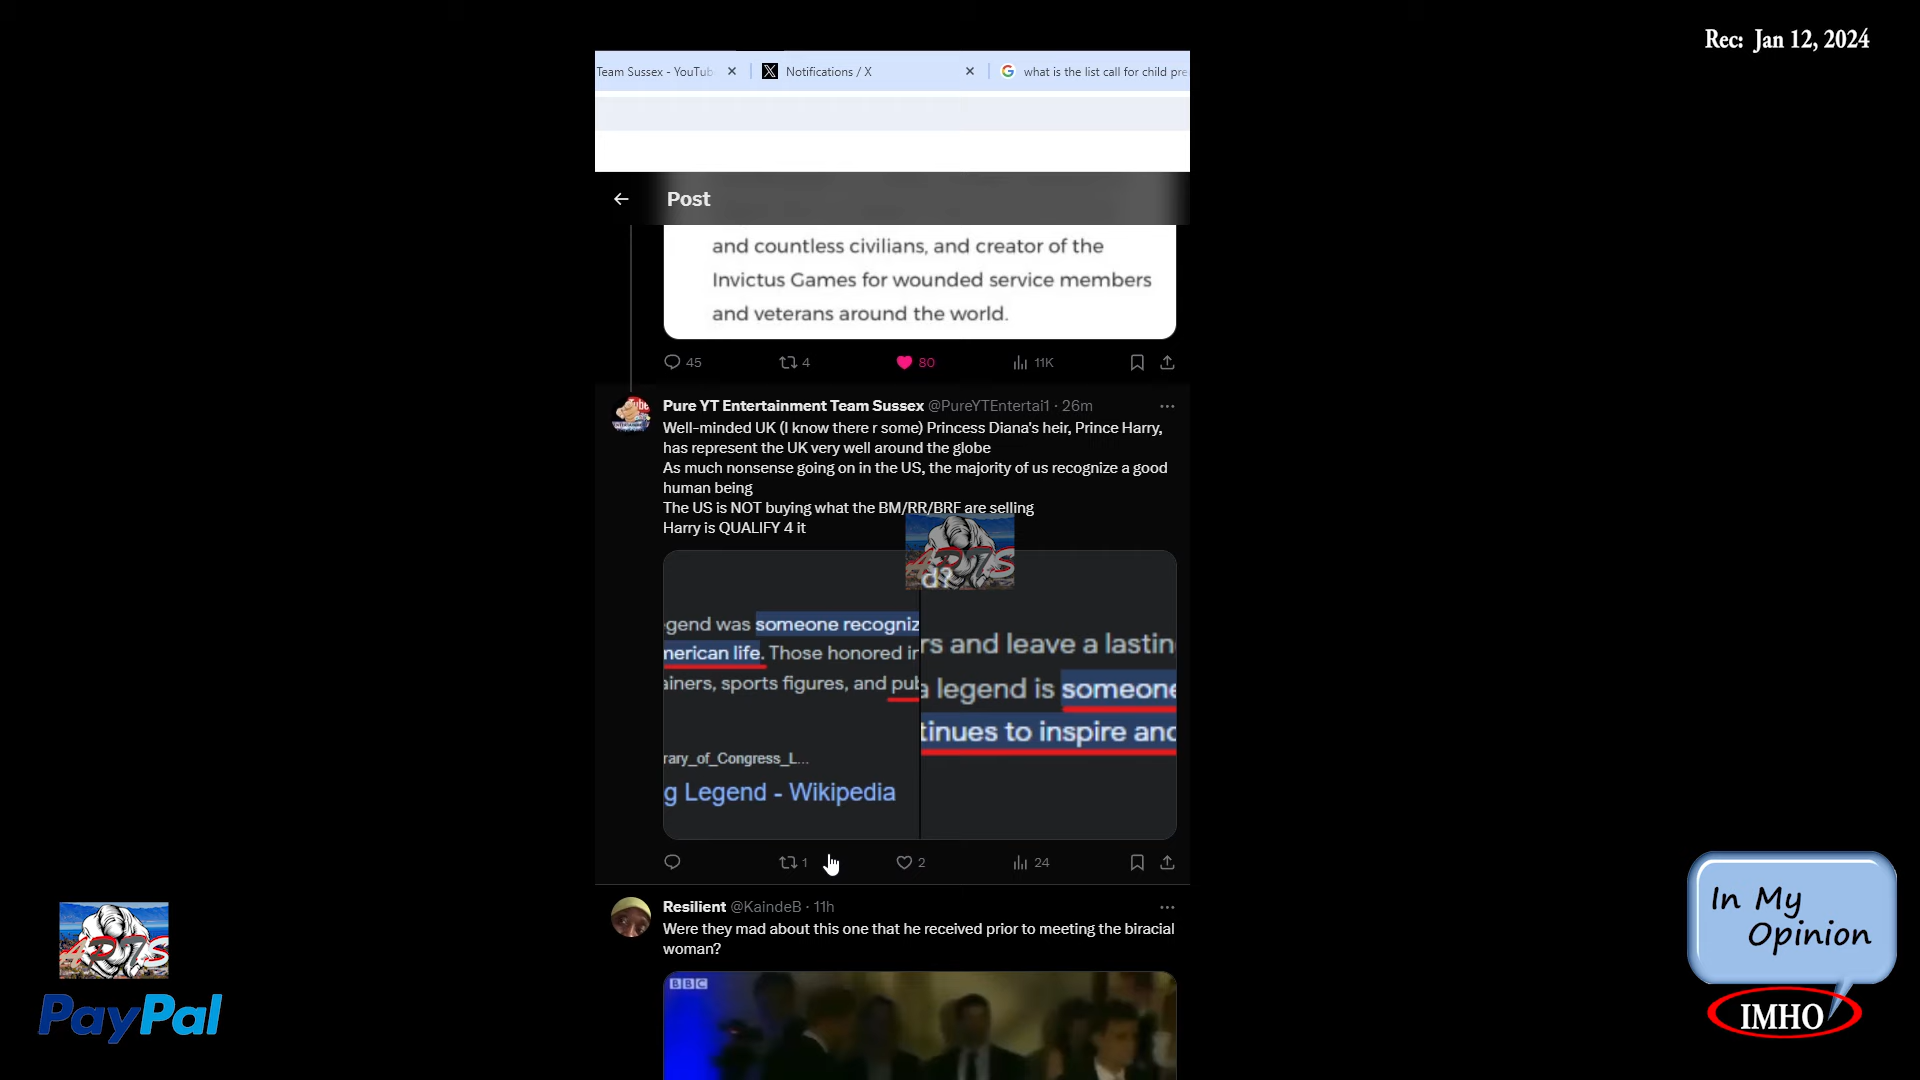 Rec: Jan 12, 2024
Team Sussex - YouTub
Notifications / X
what is the list call for child pre
Post
and countless civilians, and creator of the
Invictus Games for wounded service members
and veterans around the world.
45 4 80 11K
Pure YT Entertainment Team Sussex @PureYTEntertai1 · 26m
Well-minded UK (I know there r some) Princess Diana's heir, Prince Harry,
has represent the UK very well around the globe
As much nonsense going on in the US, the majority of us recognize a good
human being
The US is NOT buying what the BM/RR/BRF are selling
Harry is QUALIFY 4 it
d?
egend was someone recogniz
merican life. Those honored in
ainers, sports figures, and pub
rary_of_Congress_L...
g Legend - Wikipedia
rs and leave a lastin
a legend is someone
tinues to inspire and
1 2 24
Resilient @KaindeB · 11h
Were they mad about this one that he received prior to meeting the biracial
woman?
BBC
PayPal
In My
Opinion
IMHO